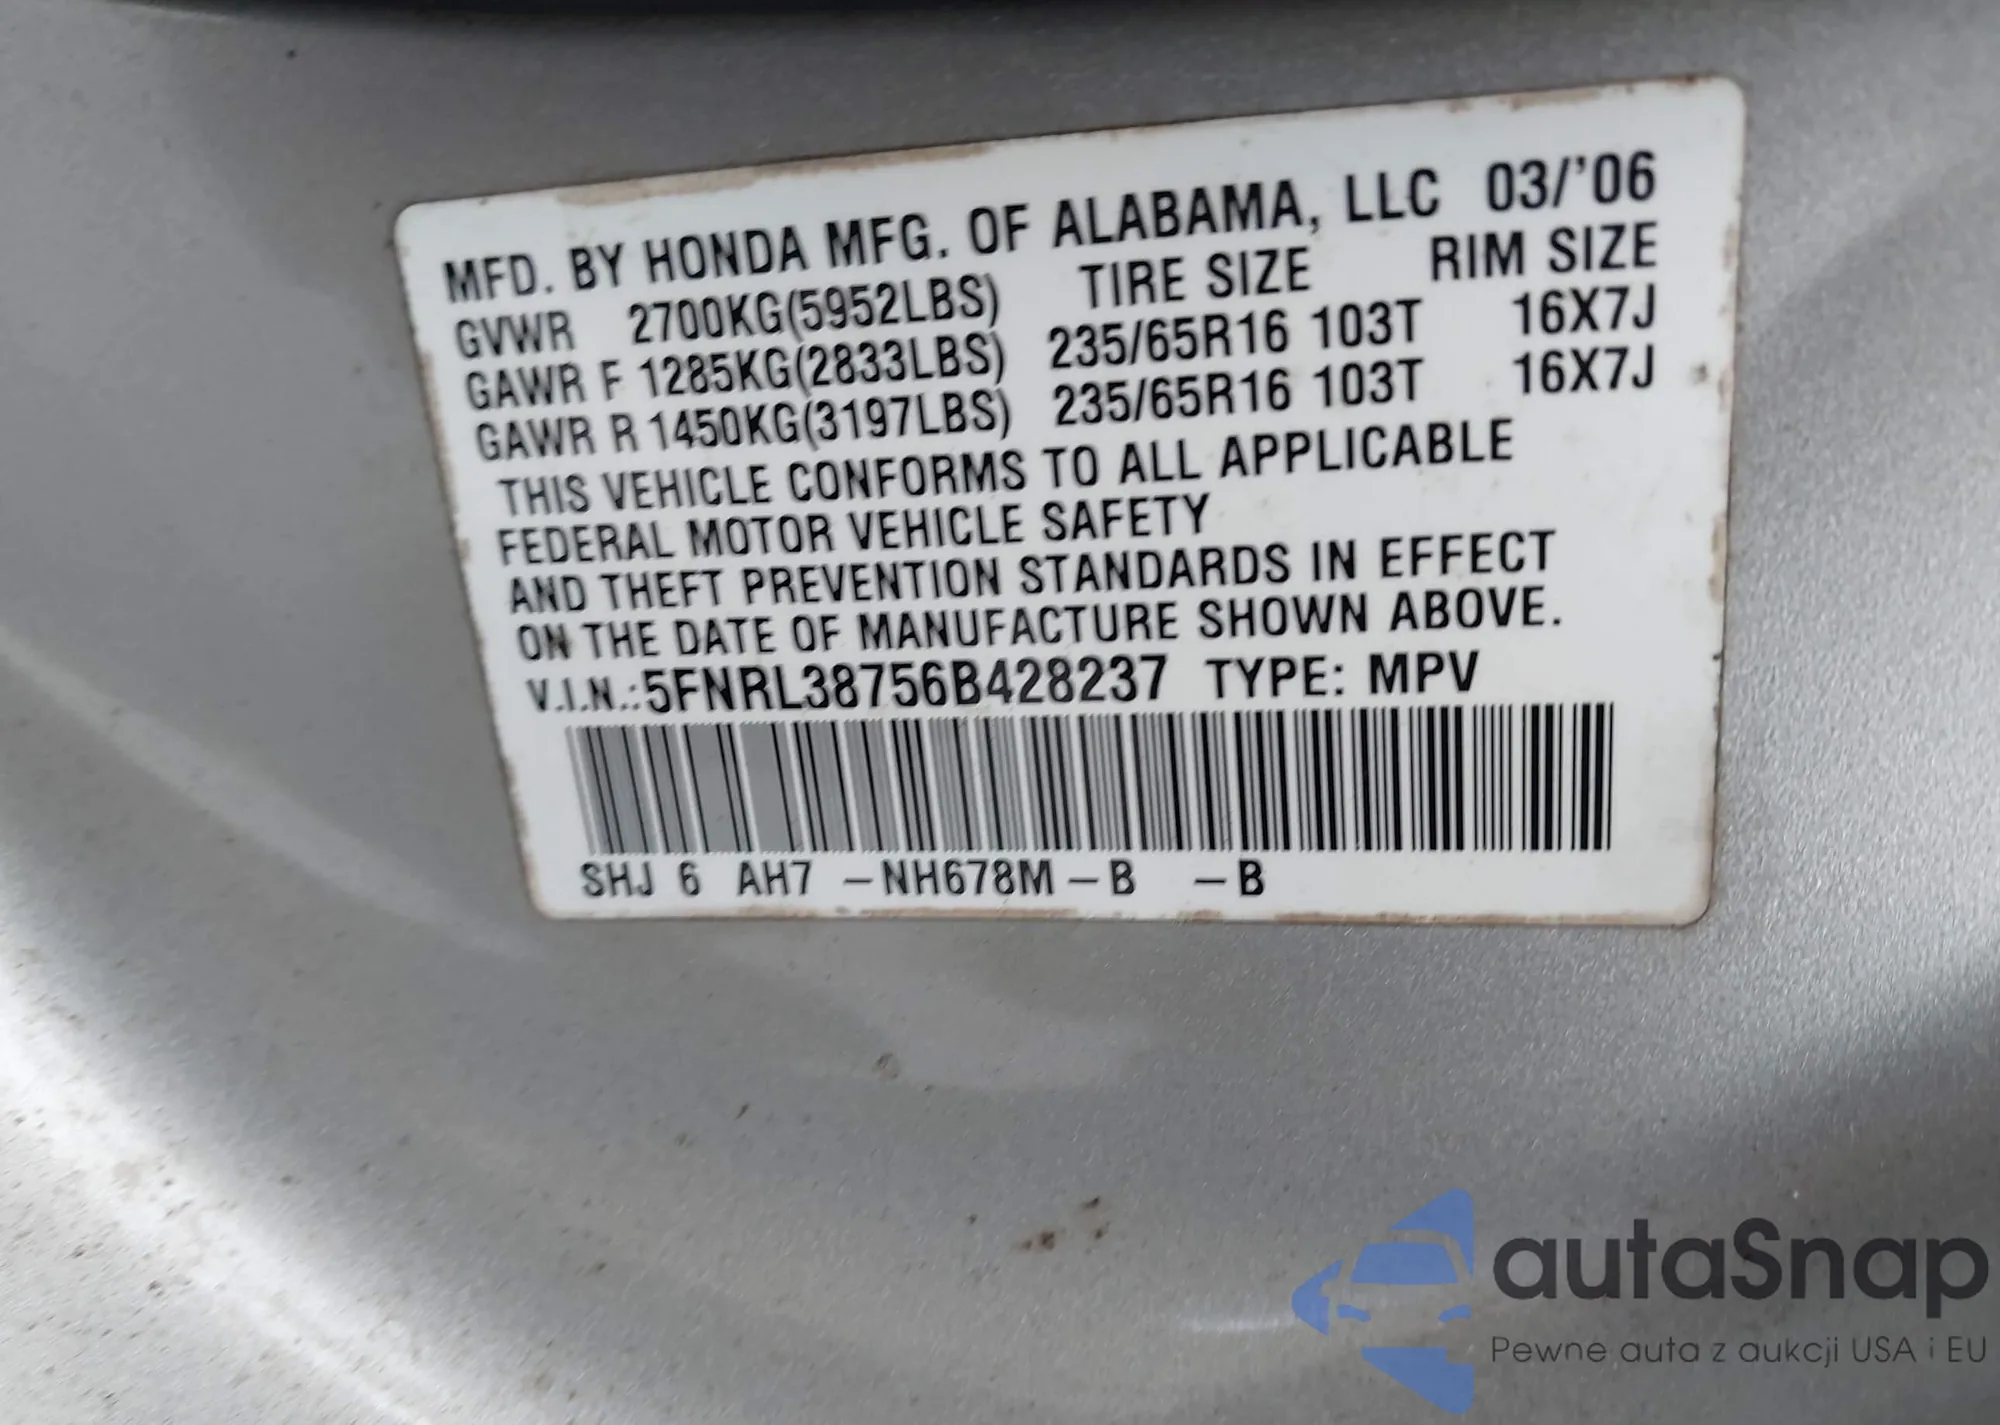 MFD. BY HONDA MFG. OF ALABAMA, LLC 03/'06
GVWR 2700KG(5952LBS) TIRE SIZE RIM SIZE
GAWR F 1285KG(2833LBS) 235/65R16 103T 16X7J
GAWR R 1450KG(3197LBS) 235/65R16 103T 16X7J
THIS VEHICLE CONFORMS TO ALL APPLICABLE
FEDERAL MOTOR VEHICLE SAFETY
AND THEFT PREVENTION STANDARDS IN EFFECT
ON THE DATE OF MANUFACTURE SHOWN ABOVE.
V.I.N.:5FNRL38756B428237 TYPE: MPV
SHJ 6 AH7 -NH678M-B -B
autaSnap
Pewne auta z aukcji USA i EU